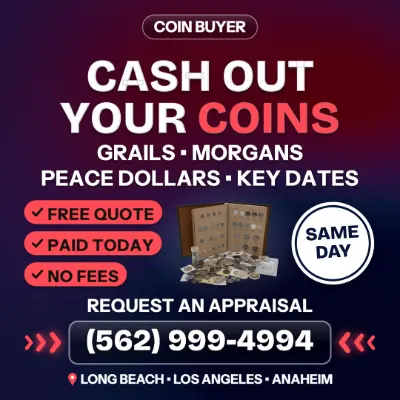 COIN BUYER
CASH OUT
YOUR COINS
GRAILS ▪ MORGANS
PEACE DOLLARS ▪ KEY DATES
FREE QUOTE
PAID TODAY
NO FEES
SAME
DAY
REQUEST AN APPRAISAL
(562) 999-4994
LONG BEACH ▪ LOS ANGELES ▪ ANAHEIM